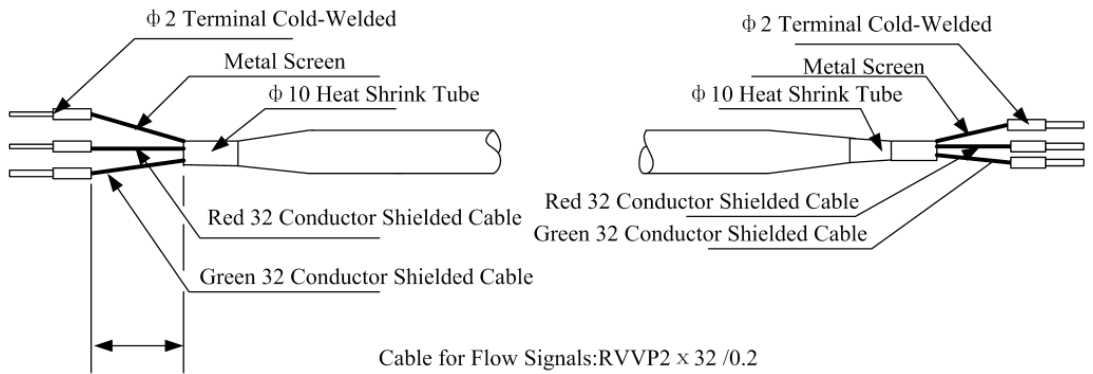 ф 2 Terminal Cold-Welded
Metal Screen
ф 10 Heat Shrink Tube
Red 32 Conductor Shielded Cable
Green 32 Conductor Shielded Cable
ф 2 Terminal Cold-Welded
Metal Screen
ф 10 Heat Shrink Tube
Red 32 Conductor Shielded Cable
Green 32 Conductor Shielded Cable
Cable for Flow Signals:RVVP2 x 32 /0.2